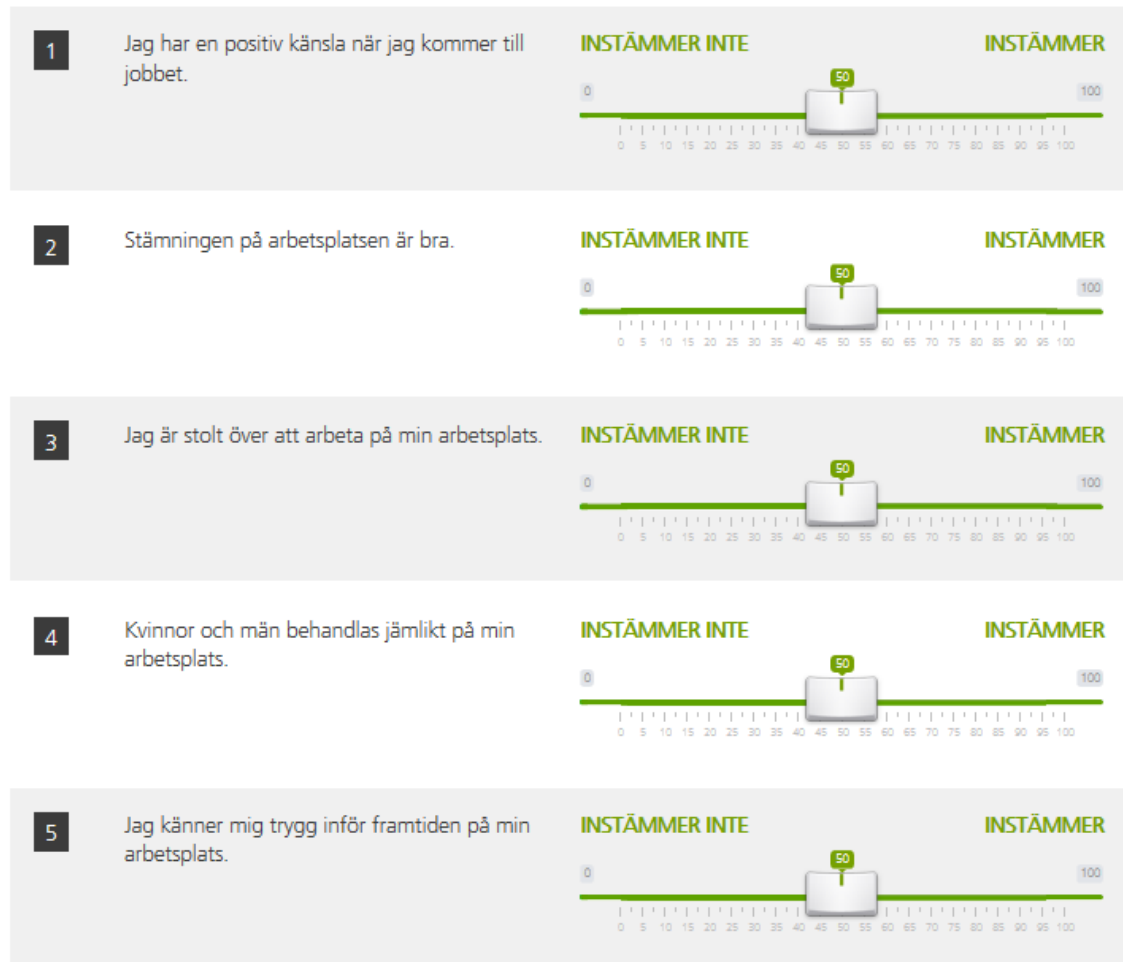 1
Jag har en positiv känsla när jag kommer till
jobbet.
INSTÄMMER INTE INSTÄMMER
50
0 100
0 5 10 15 20 25 30 35 40 45 50 55 60 65 70 75 80 85 90 95 100
2
Stämningen på arbetsplatsen är bra.
INSTÄMMER INTE INSTÄMMER
50
0 100
0 5 10 15 20 25 30 35 40 45 50 55 60 65 70 75 80 85 90 95 100
3
Jag är stolt över att arbeta på min arbetsplats.
INSTÄMMER INTE INSTÄMMER
50
0 100
0 5 10 15 20 25 30 35 40 45 50 55 60 65 70 75 80 85 90 95 100
4
Kvinnor och män behandlas jämlikt på min
arbetsplats.
INSTÄMMER INTE INSTÄMMER
50
0 100
0 5 10 15 20 25 30 35 40 45 50 55 60 65 70 75 80 85 90 95 100
5
Jag känner mig trygg inför framtiden på min
arbetsplats.
INSTÄMMER INTE INSTÄMMER
50
0 100
0 5 10 15 20 25 30 35 40 45 50 55 60 65 70 75 80 85 90 95 100